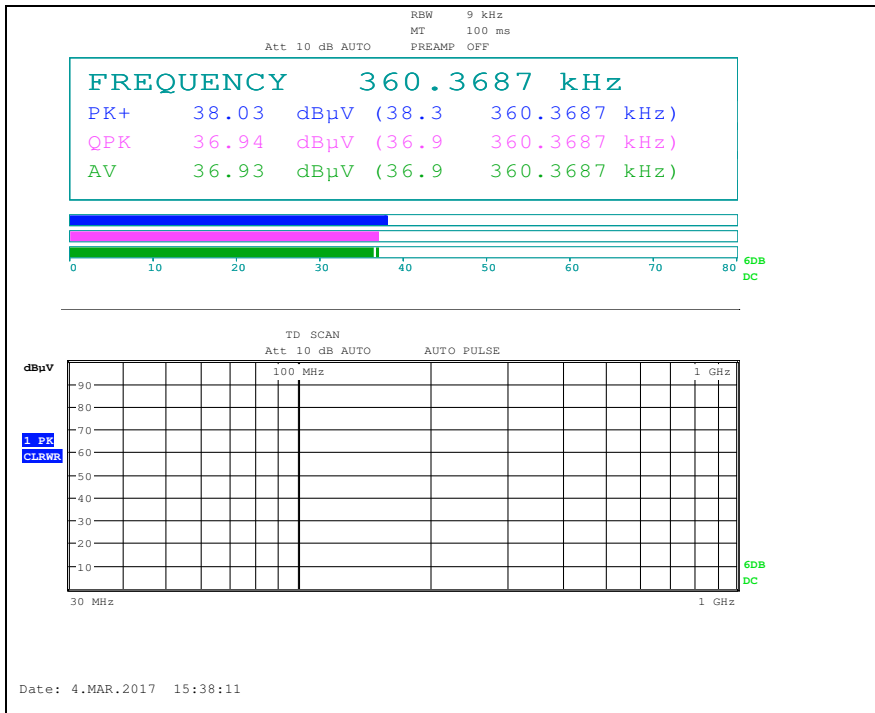 RBW 9 kHz
MT 100 ms
Att 10 dB AUTO PREAMP OFF
FREQUENCY 360.3687 kHz
PK+ 38.03 dBµV (38.3 360.3687 kHz)
QPK 36.94 dBµV (36.9 360.3687 kHz)
AV 36.93 dBµV (36.9 360.3687 kHz)
0 10 20 30 40 50 60 70 80
6DB
DC
TD SCAN
Att 10 dB AUTO AUTO PULSE
dBµV
100 MHz 1 GHz
90
80
70
1 PK
CLRWR
60
50
40
30
20
10
6DB
DC
30 MHz 1 GHz
Date: 4.MAR.2017 15:38:11